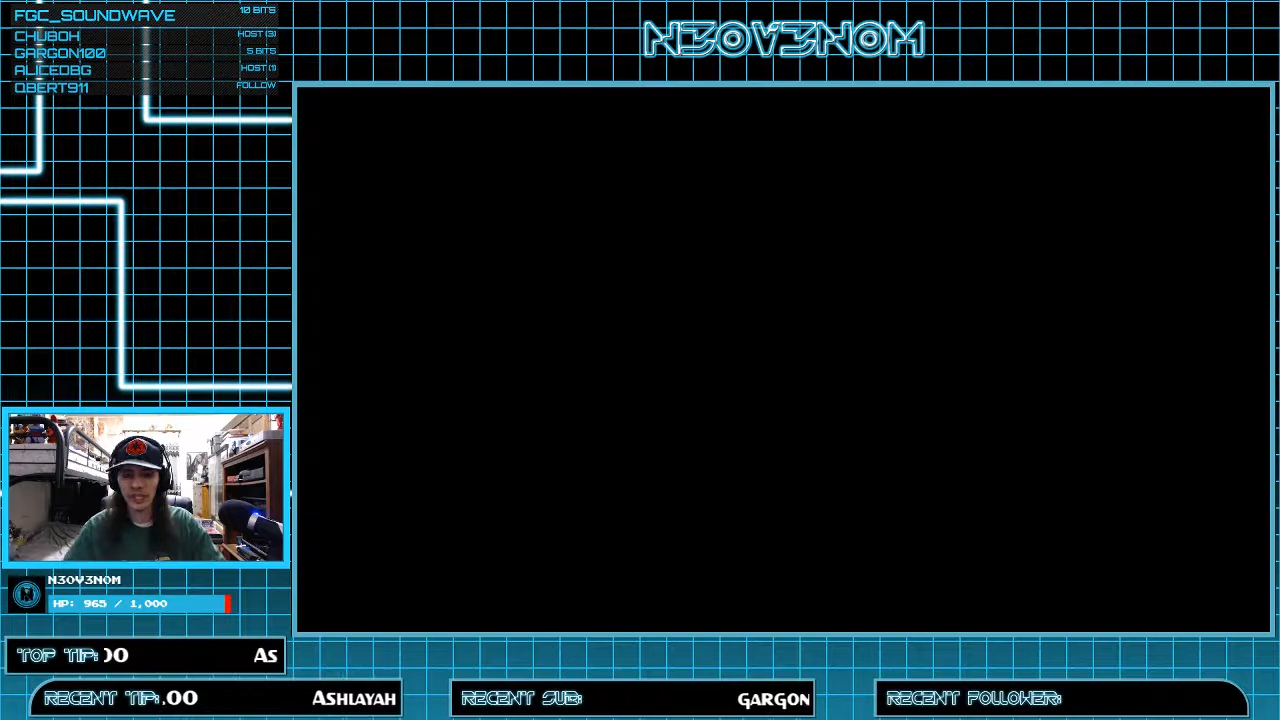 FGC_SOUNDWAVE 10 BITS
CHUBOH HOST (3)
GARGON100 5 BITS
ALICEDBG HOST (1)
QBERT911 FOLLOW
N3OV3NOM
N3OV3NOM
HP: 965 / 1,000
TOP TIP: 00 As
RECENT TIP: .00 Ashlayah
RECENT SUB: GARGON
RECENT FOLLOWER: